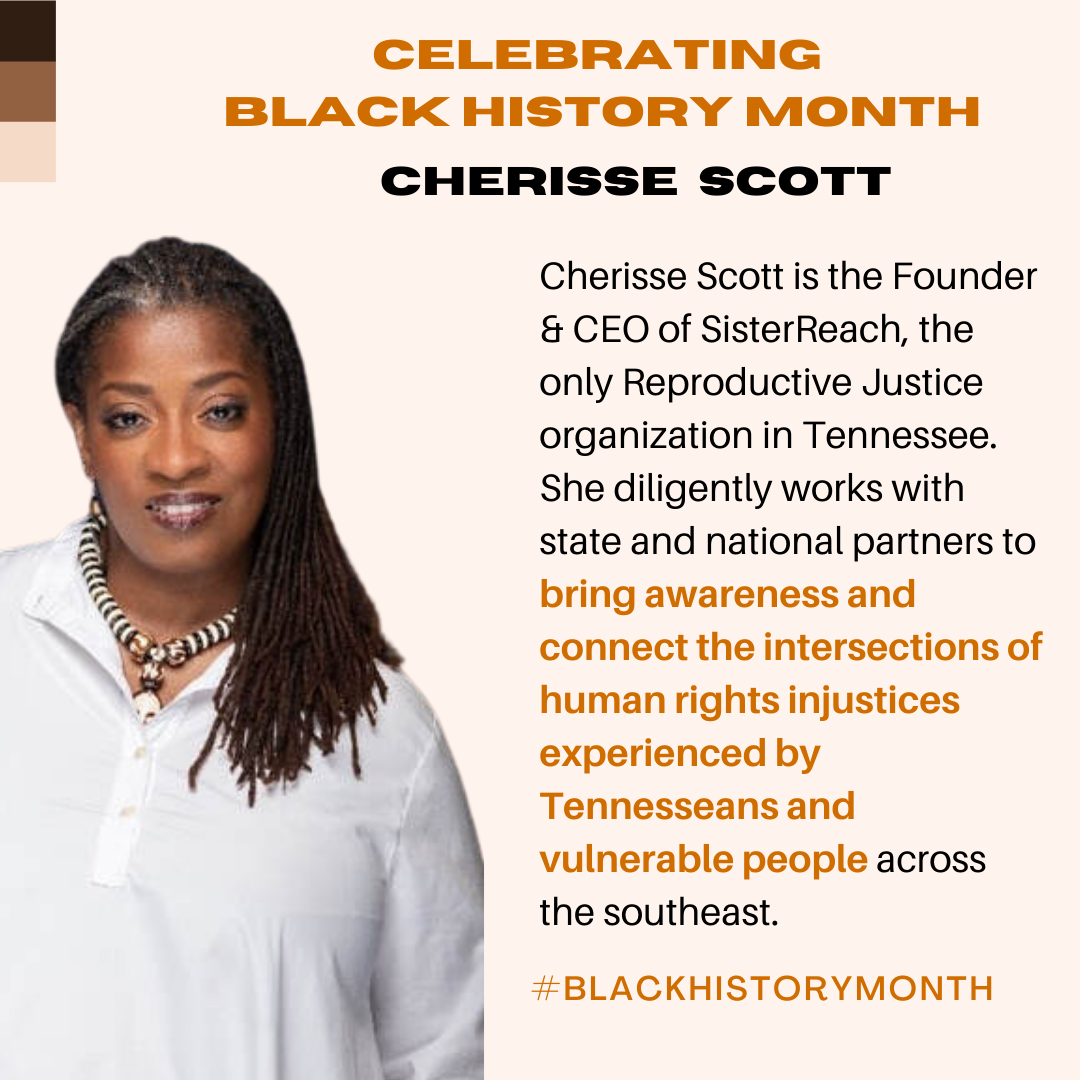 CELEBRATING
BLACK HISTORY MONTH
CHERISSE SCOTT
Cherisse Scott is the Founder
& CEO of SisterReach, the
only Reproductive Justice
organization in Tennessee.
She diligently works with
state and national partners to
bring awareness and
connect the intersections of
human rights injustices
experienced by
Tennesseans and
vulnerable people across
the southeast.
#BLACKHISTORYMONTH